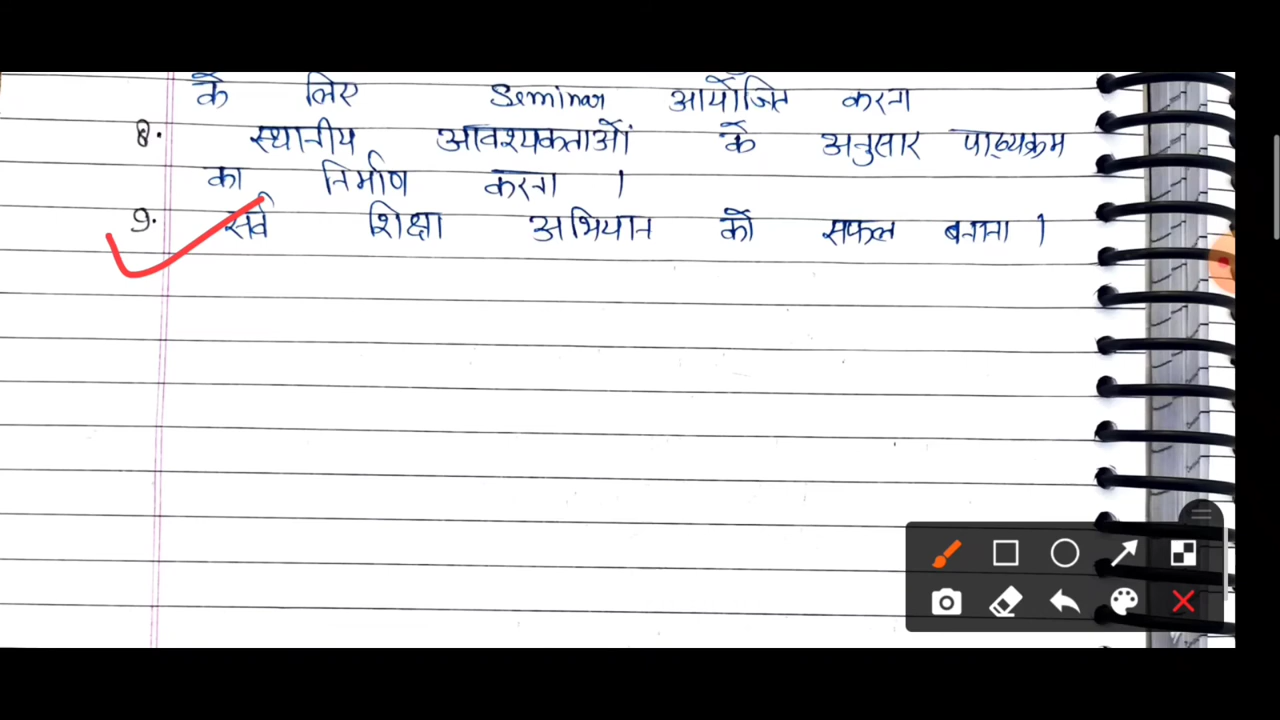 के लिए seminar आयोजित करना
8. स्थानीय आवश्यकताओं के अनुसार पाठ्यक्रम
का निर्माण करना ।
9. सर्व शिक्षा अभियान को सफल बनाना ।